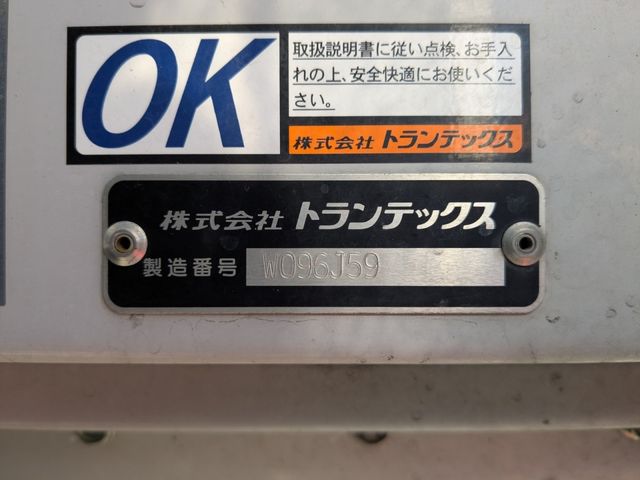 OK
取扱説明書に従い点検、お手入
れの上、安全快適にお使いくだ
さい。
株式会社 トランテックス
株式会社 トランテックス
製造番号 W096J59